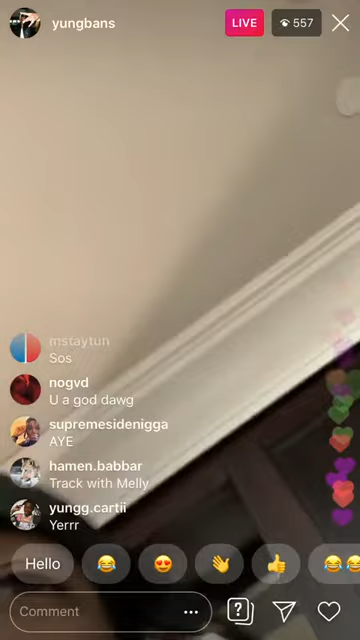 yungbans
LIVE
557
mstaytun
Sos
nogvd
U a god dawg
supremesidenigga
AYE
hamen.babbar
Track with Melly
yungg.cartii
Yerrr
Hello
Comment